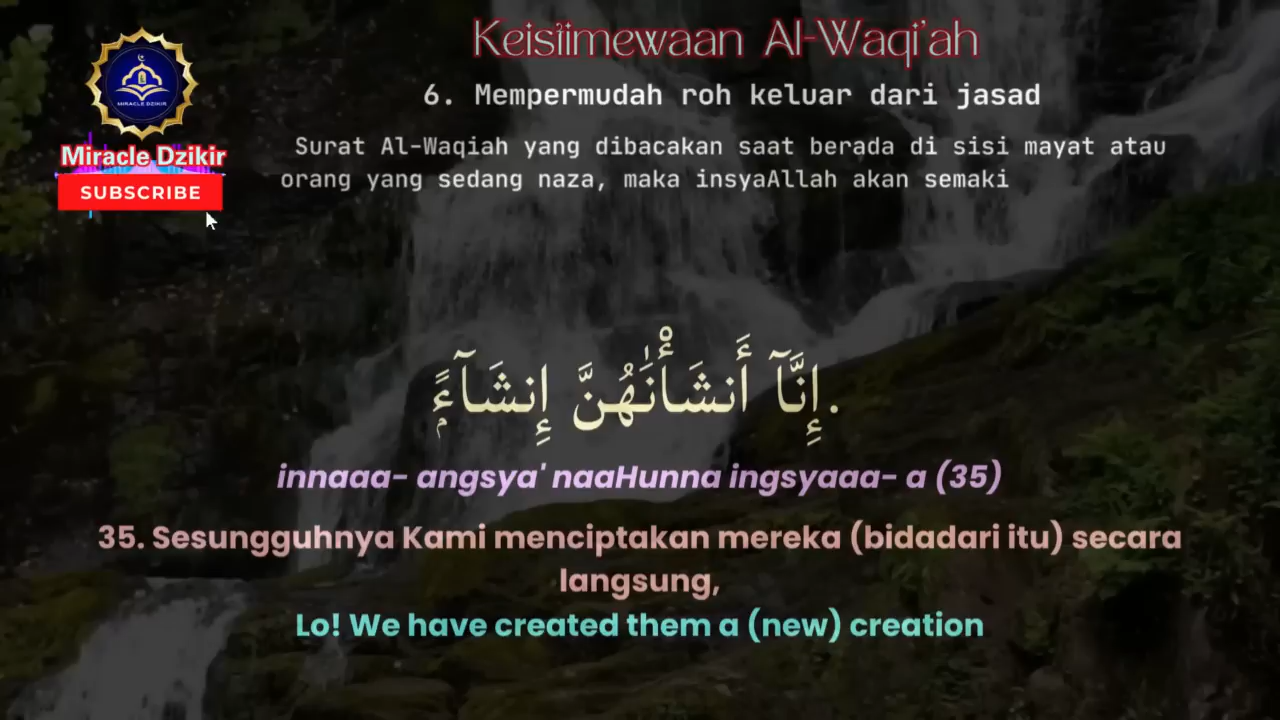 Keistimewaan Al-Waqi'ah
6. Mempermudah roh keluar dari jasad
Surat Al-Waqiah yang dibacakan saat berada di sisi mayat atau
orang yang sedang naza, maka insyaAllah akan semaki
MIRACLE DZIKIR
Miracle Dzikir
SUBSCRIBE
إِنَّآ أَنشَأْنَٰهُنَّ إِنشَآءًۭ.
innaaa- angsya' naaHunna ingsyaaa- a (35)
35. Sesungguhnya Kami menciptakan mereka (bidadari itu) secara
langsung,
Lo! We have created them a (new) creation